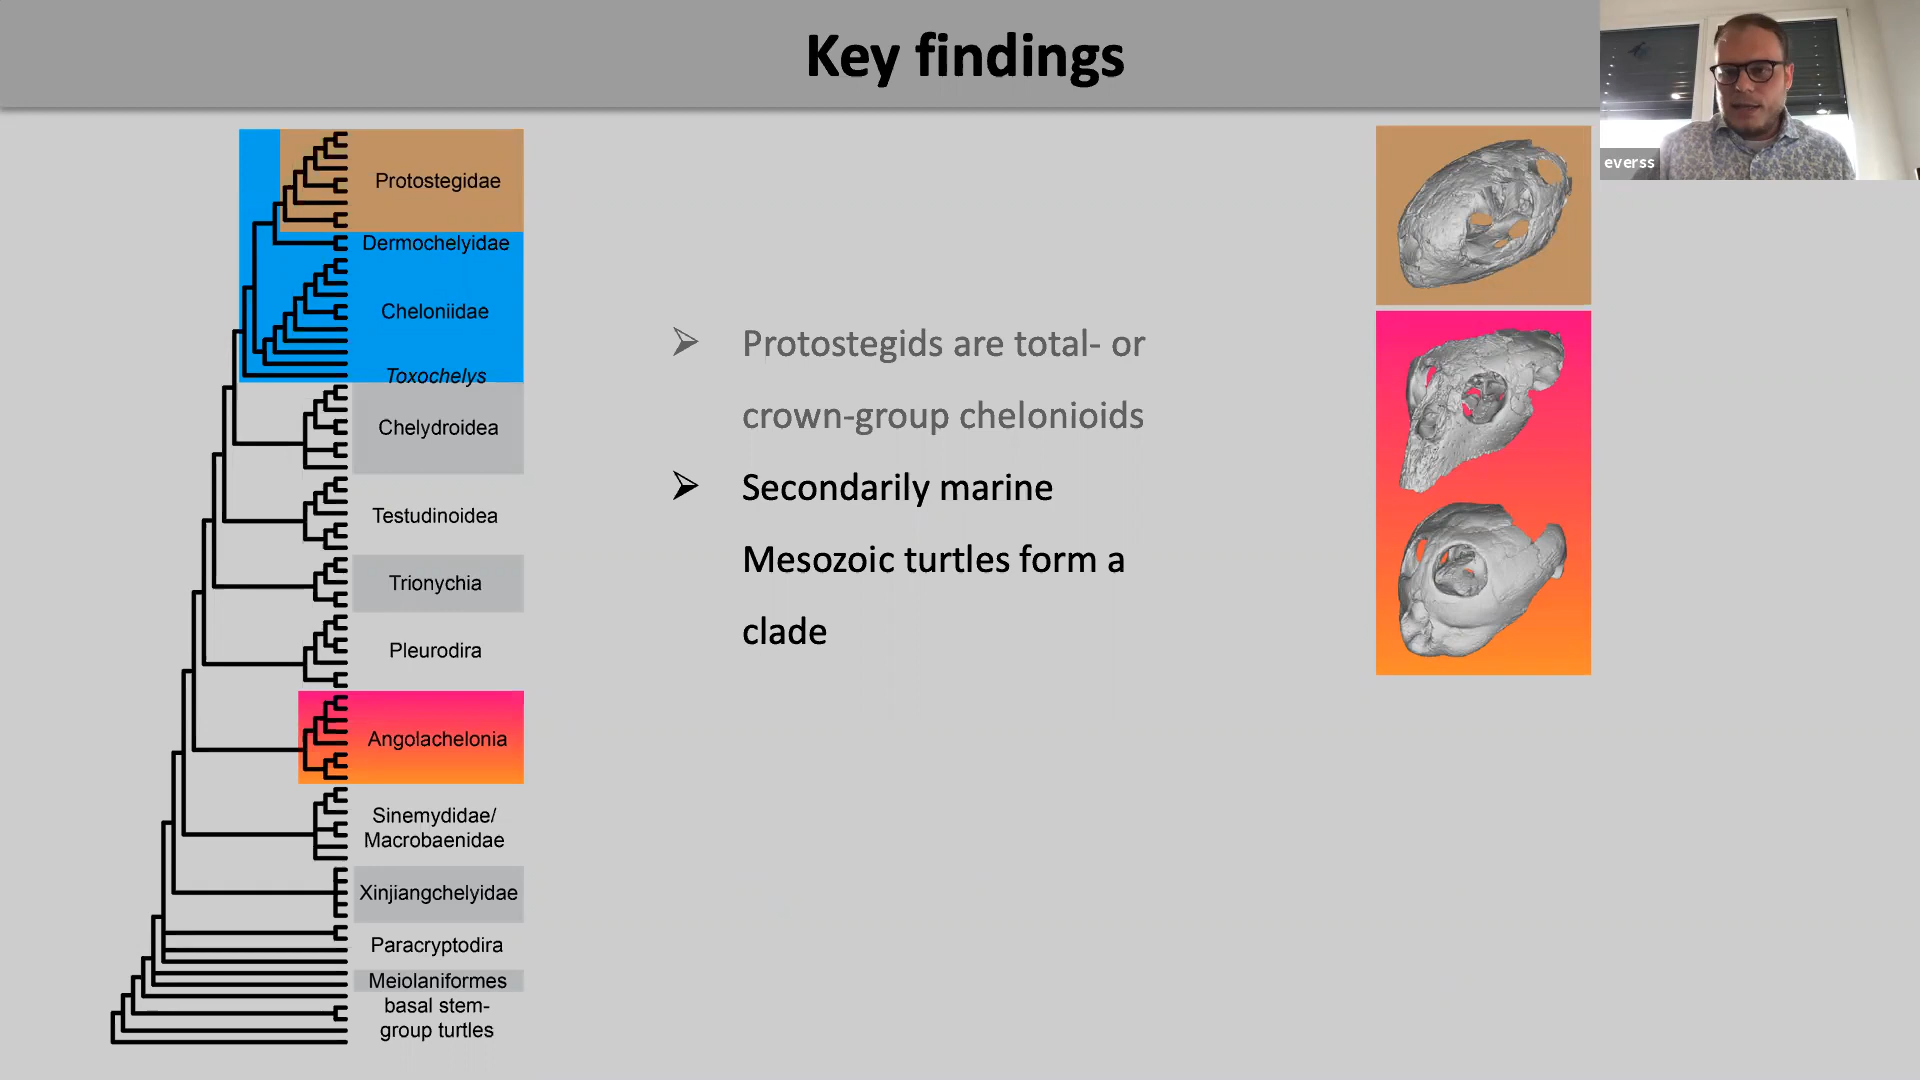 Key findings
everss
Protostegidae
Dermochelyidae
Cheloniidae
Toxochelys
Chelydroidea
Testudinoidea
Trionychia
Pleurodira
Angolachelonia
Sinemydidae/
Macrobaenidae
Xinjiangchelyidae
Paracryptodira
Meiolaniformes
basal stem-
group turtles
➢ Protostegids are total- or
crown-group chelonioids
➢ Secondarily marine
Mesozoic turtles form a
clade